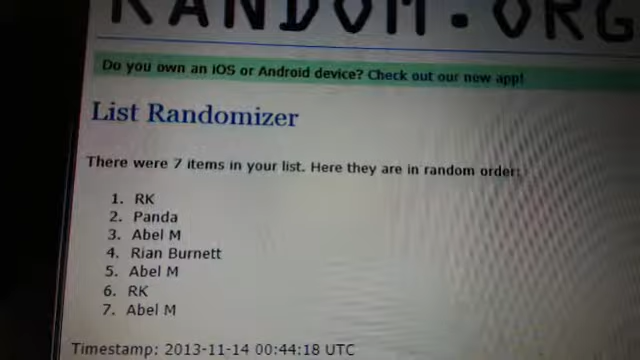 RANDOM.ORG
Do you own an iOS or Android device? Check out our new app!
List Randomizer
There were 7 items in your list. Here they are in random order:
1. RK
2. Panda
3. Abel M
4. Rian Burnett
5. Abel M
6. RK
7. Abel M
Timestamp: 2013-11-14 00:44:18 UTC